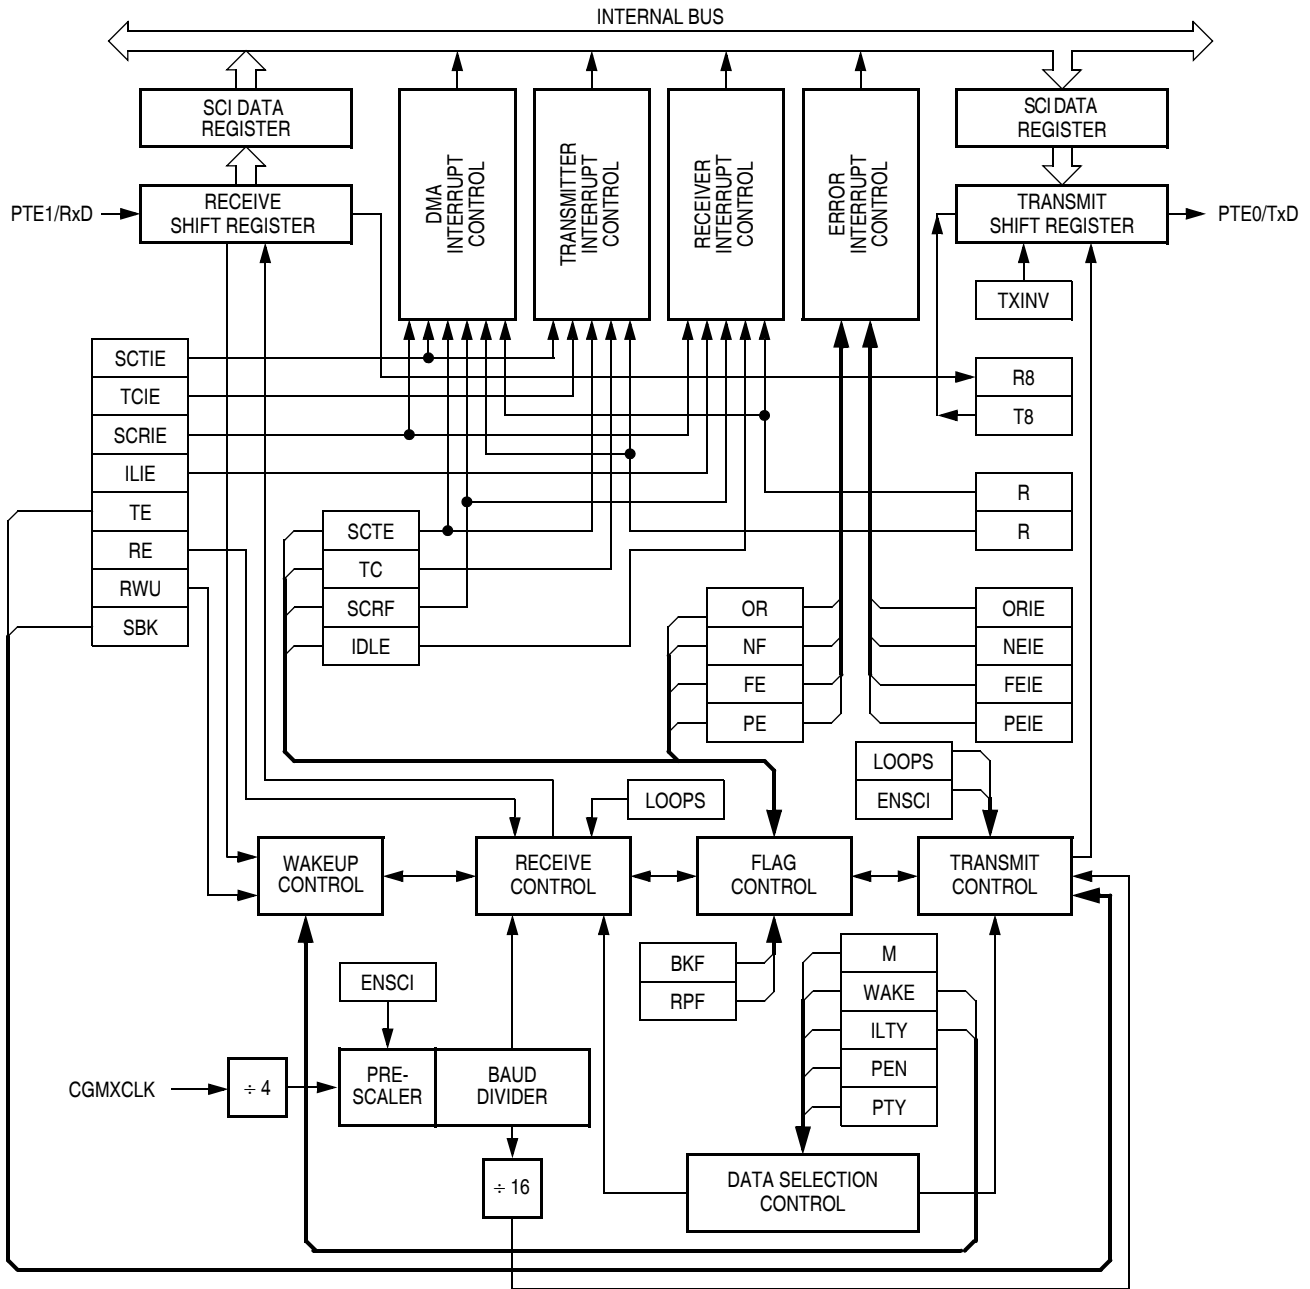 INTERNAL BUS
SCI DATA
REGISTER
RECEIVE
SHIFT REGISTER
PTE1/RxD
DMA
INTERRUPT
CONTROL
TRANSMITTER
INTERRUPT
CONTROL
RECEIVER
INTERRUPT
CONTROL
ERROR
INTERRUPT
CONTROL
SCI DATA
REGISTER
TRANSMIT
SHIFT REGISTER
PTE0/TxD
TXINV
SCTIE
TCIE
SCRIE
ILIE
TE
RE
RWU
SBK
R8
T8
R
R
SCTE
TC
SCRF
IDLE
OR
NF
FE
PE
ORIE
NEIE
FEIE
PEIE
LOOPS
LOOPS
ENSCI
WAKEUP
CONTROL
RECEIVE
CONTROL
FLAG
CONTROL
TRANSMIT
CONTROL
BKF
RPF
M
WAKE
ILTY
PEN
PTY
ENSCI
CGMXCLK
÷ 4
PRE-
SCALER
BAUD
DIVIDER
÷ 16
DATA SELECTION
CONTROL